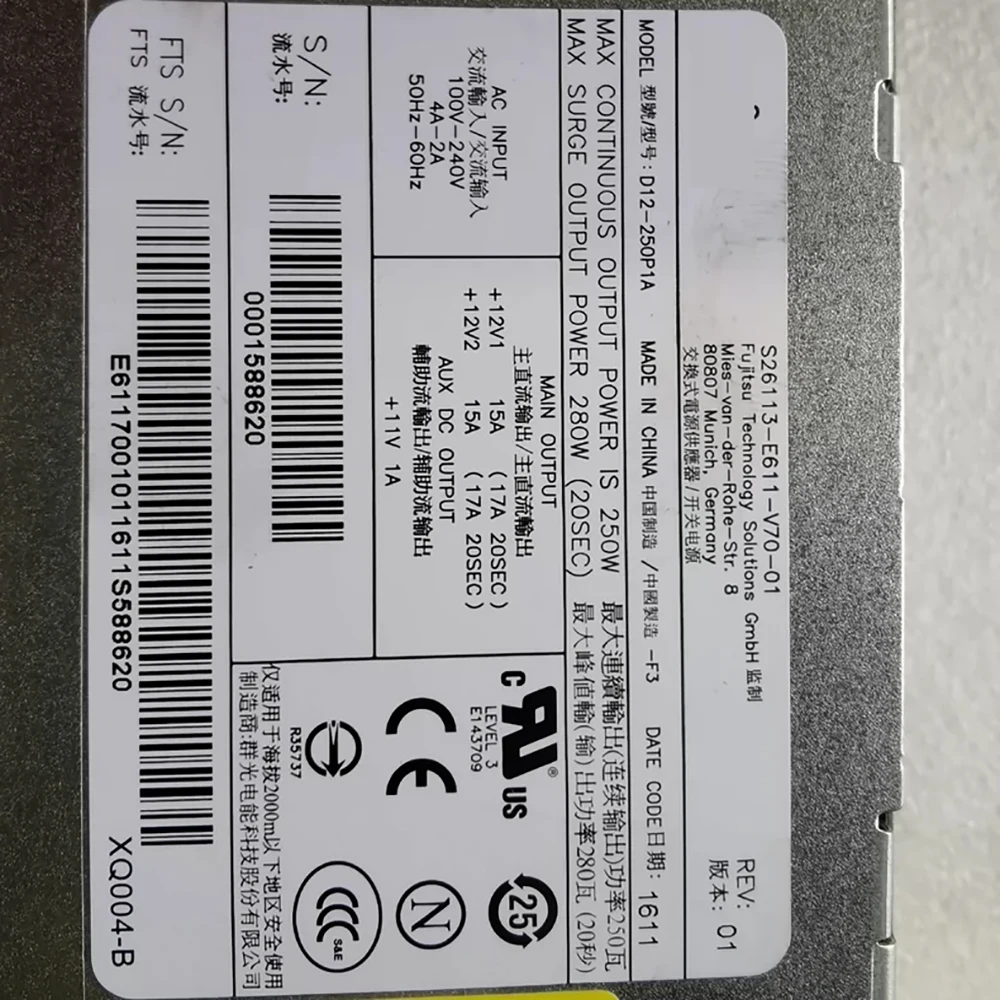 S26113-E611-V70-01
Fujitsu Technology Solutions GmbH 监制
Mies-van-der-Rohe-Str. 8
80807 Munich, Germany
交換式電源供應器/开关电源
REV: 01
版本:
MODEL 型號/型号: D12-250P1A MADE IN CHINA 中国制造 /中國製造 -F3 DATE CODE日期: 1611
MAX CONTINUOUS OUTPUT POWER IS 250W 最大連續輸出(连续输出)功率250瓦
MAX SURGE OUTPUT POWER 280W (20SEC) 最大峰值輸(输)出功率280瓦 (20秒)
AC INPUT
交流輸入/交流输入
100V-240V
4A-2A
50Hz-60Hz
MAIN OUTPUT
主直流输出/主直流輸出
+12V1 15A (17A 20SEC)
+12V2 15A (17A 20SEC)
AUX DC OUTPUT
輔助流輸出/辅助流输出
+11V 1A
C RU US ®
LEVEL 3
E143709
25
CE
N
R35737
CCC S&E
仅适用于海拔2000m以下地区安全使用
制造商:群光电能科技股份有限公司
S/N:
流水号:
0001588620
FTS S/N:
FTS 流水号:
E6117001011611S588620 XQ004-B